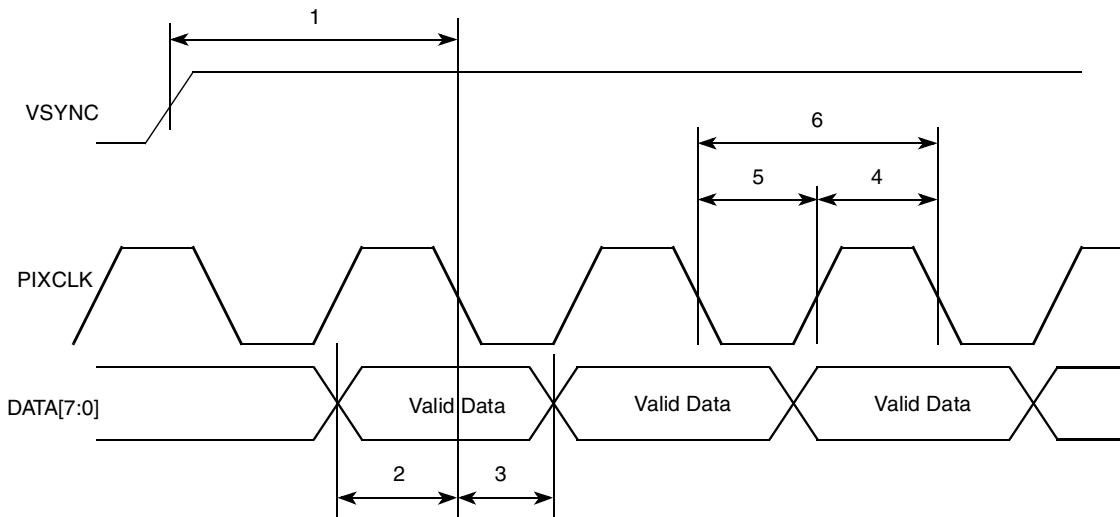 1
VSYNC
6
5
4
PIXCLK
DATA[7:0]
Valid Data
Valid Data
Valid Data
2
3